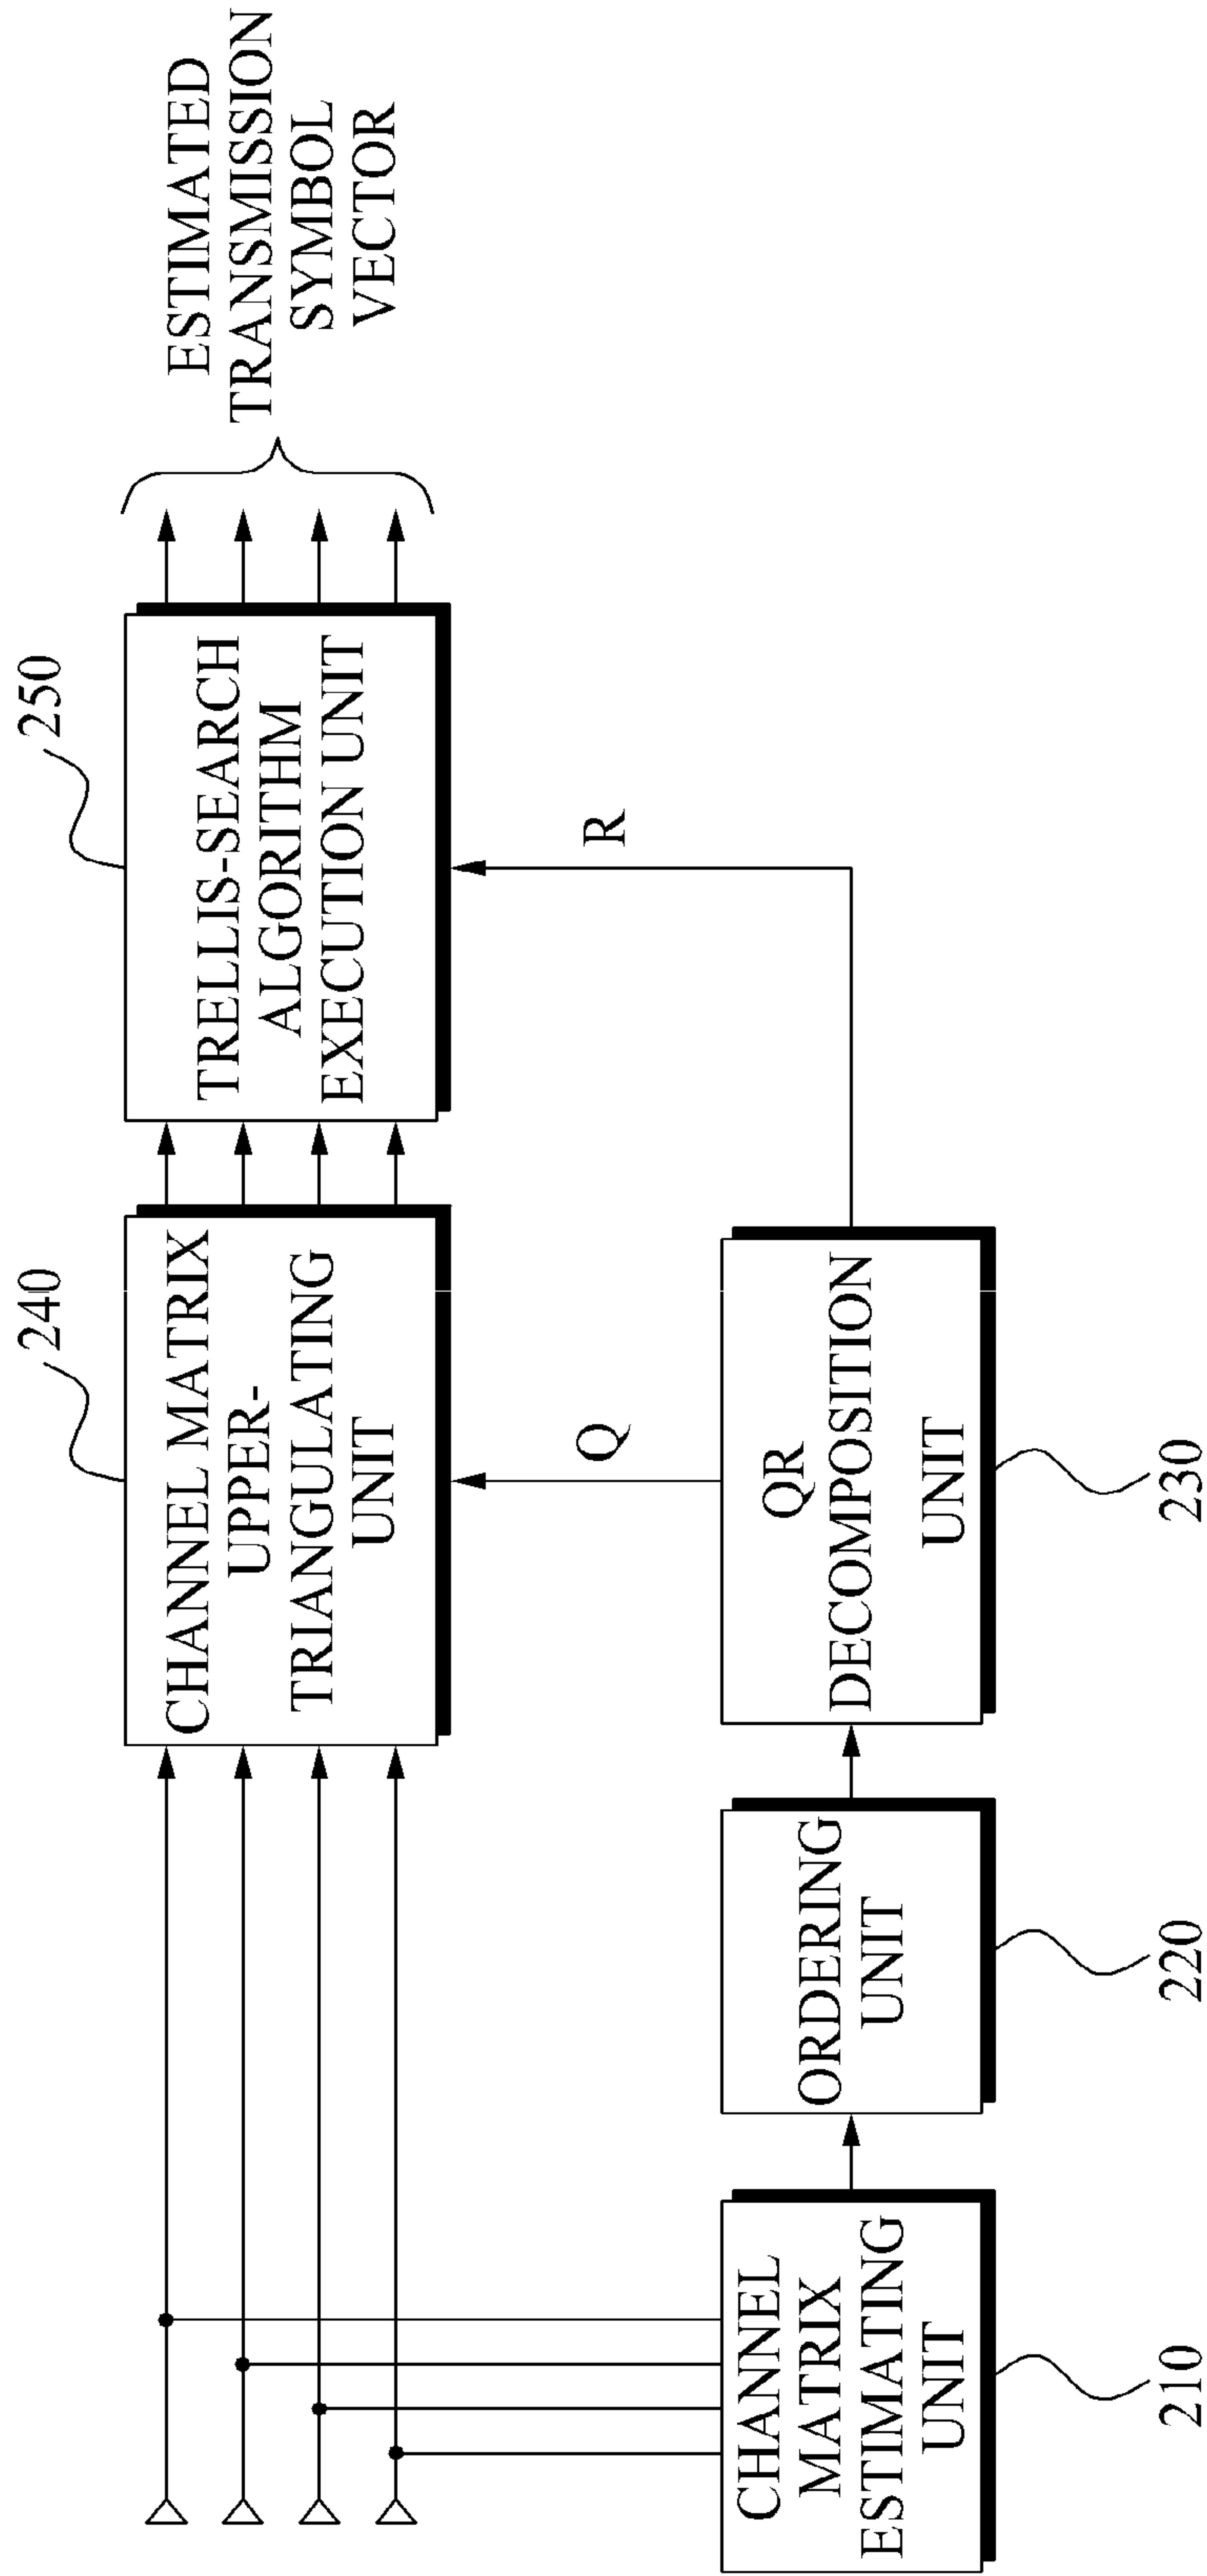 250
240
TRELLIS-SEARCH
ALGORITHM
EXECUTION UNIT
CHANNEL MATRIX
UPPER-
TRIANGULATING
UNIT
ESTIMATED
TRANSMISSION
SYMBOL
VECTOR
Q
R
CHANNEL
MATRIX
ESTIMATING
UNIT
ORDERING
UNIT
QR
DECOMPOSITION
UNIT
210
220
230